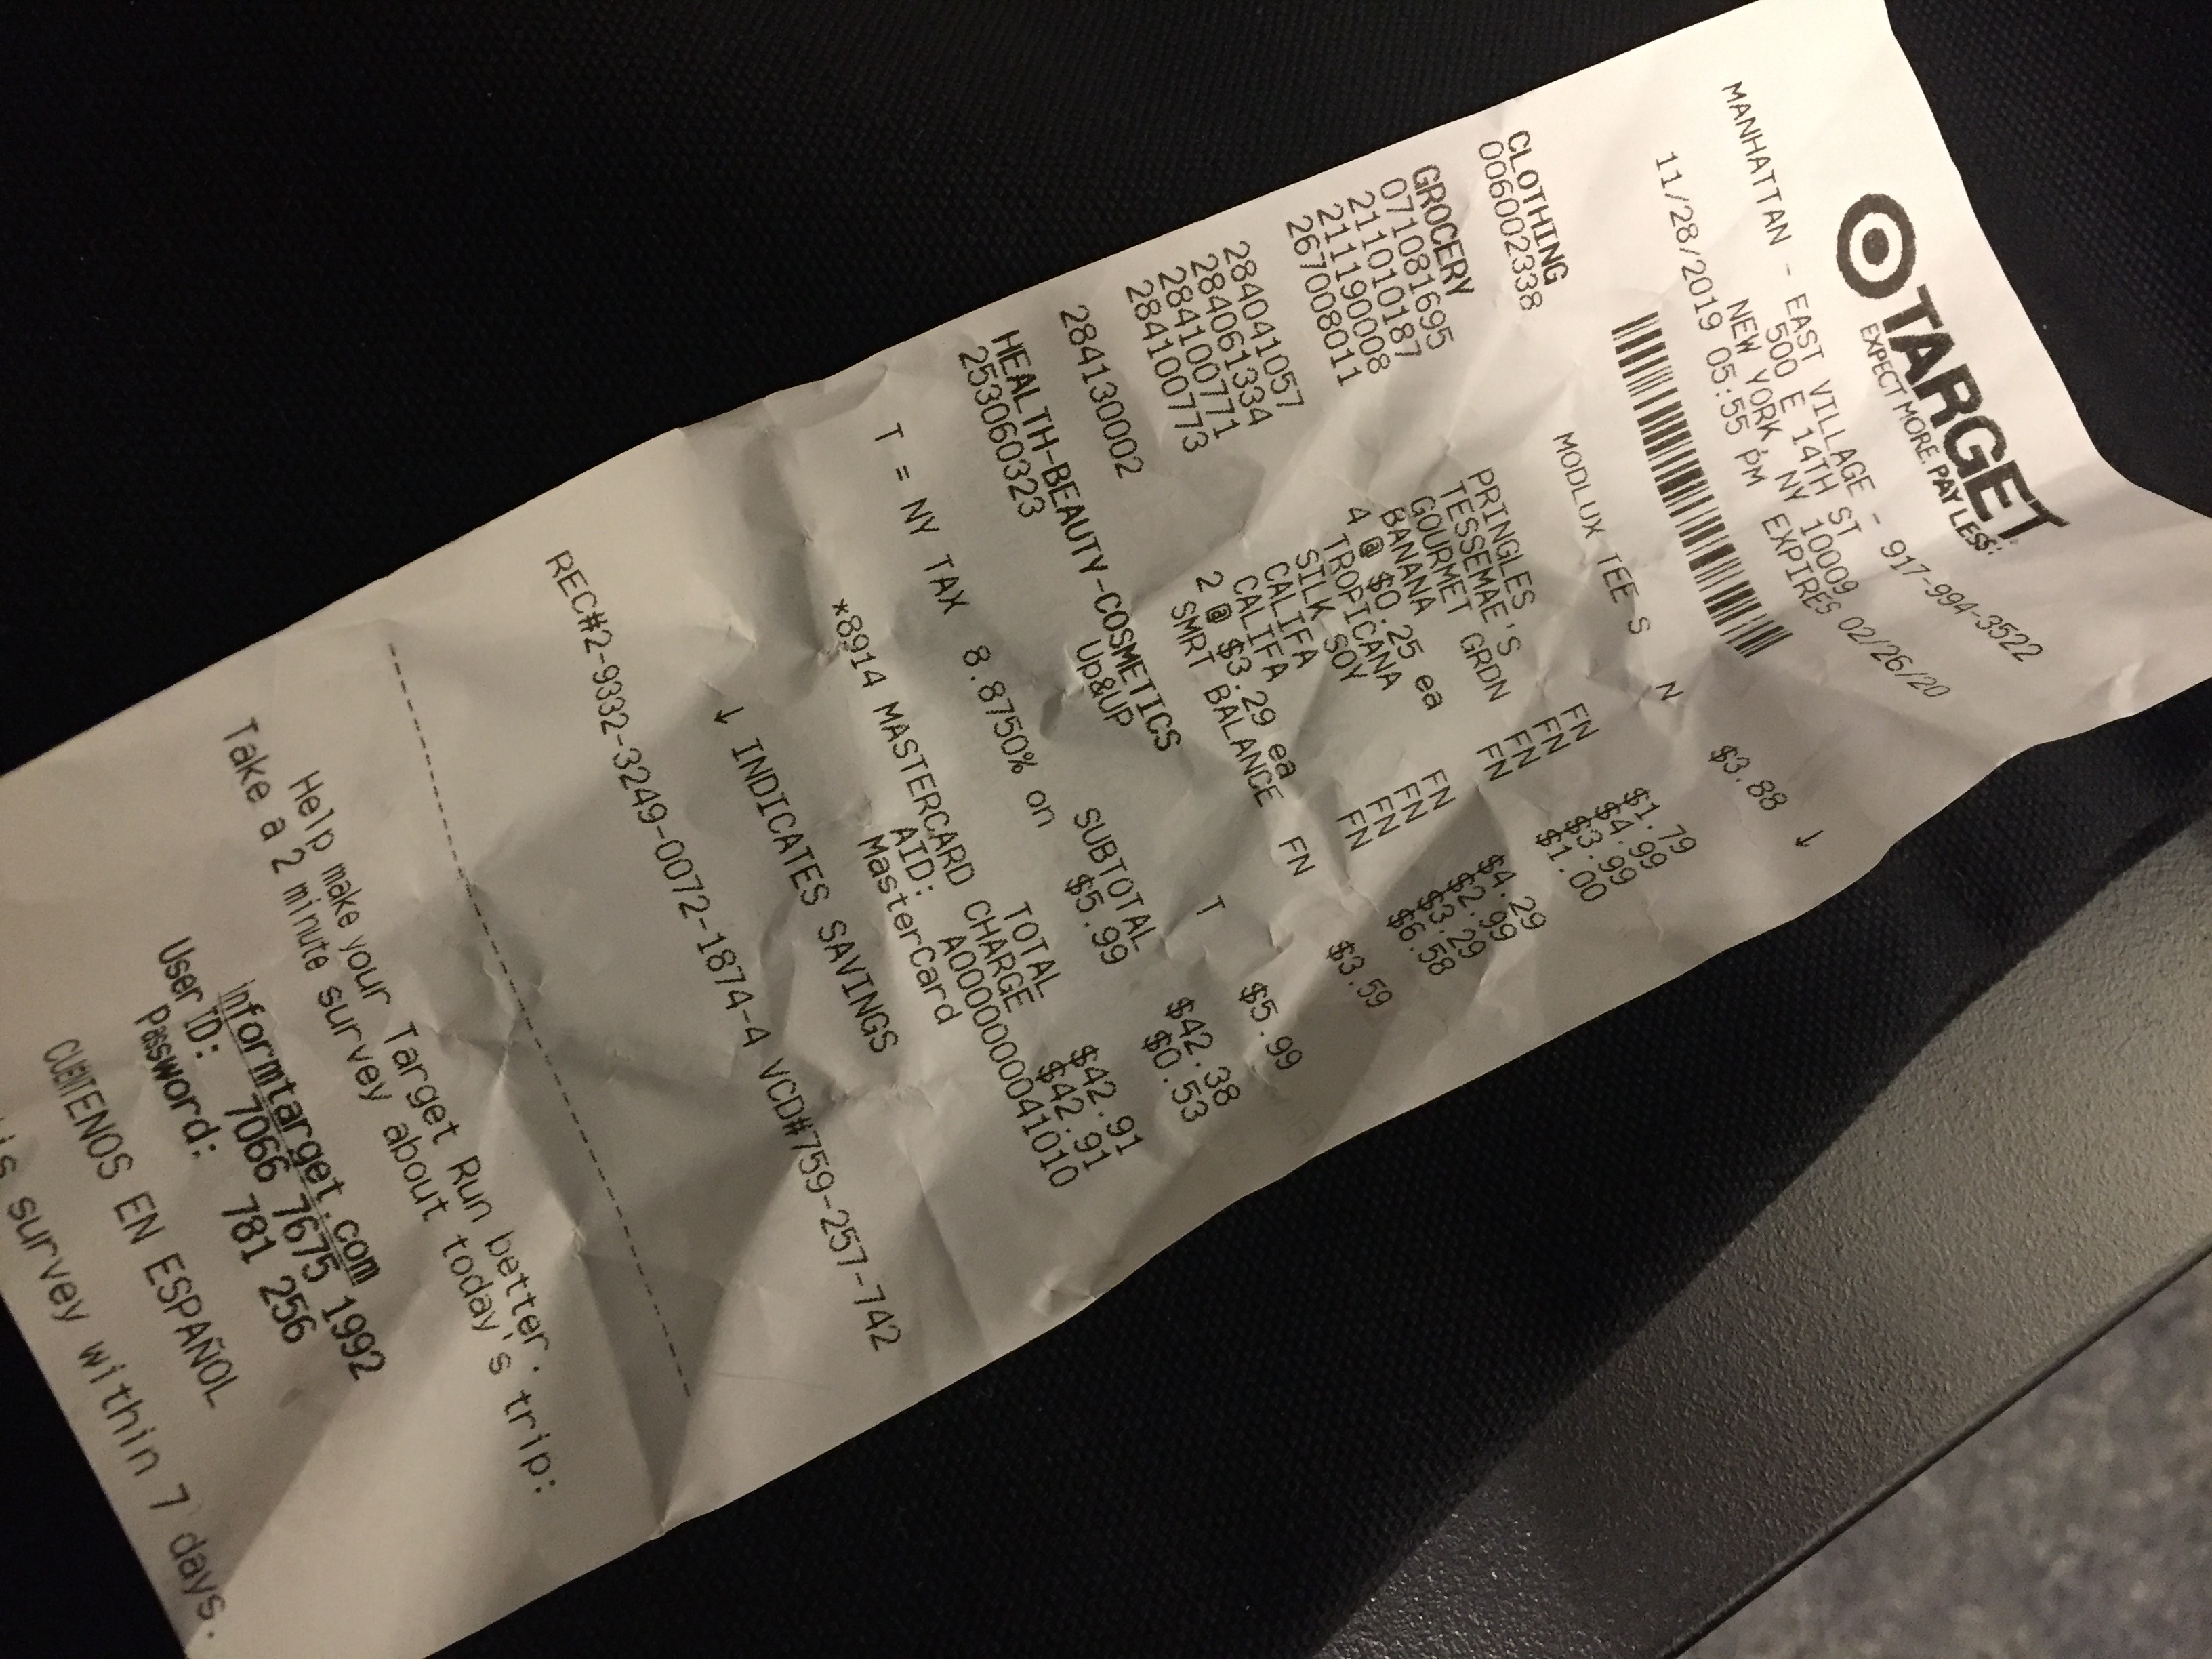 TARGET
EXPECT MORE. PAY LESS.
MANHATTAN - EAST VILLAGE - 917-994-3522
500 E 14TH ST
NEW YORK, NY 10009
11/28/2019 05:55 PM EXPIRES 02/26/20
CLOTHING
006002338 MODLUX TEE S N $3.88 ↓
GROCERY
071081695 PRINGLES FN $1.79
211010187 TESSEMAE'S FN $4.99
211190008 GOURMET GRDN FN $3.99
267008011 BANANA FN $1.00
4 @ $0.25 ea
284041057 TROPICANA FN $4.29
284061334 SILK SOY FN $2.99
284100771 CALIFA FN $3.29
284100773 CALIFA FN $6.58
2 @ $3.29 ea
284130002 SMRT BALANCE FN $3.59
HEALTH-BEAUTY-COSMETICS
253060323 Up&UP T $5.99
SUBTOTAL $42.38
T = NY TAX 8.8750% on $5.99 $0.53
TOTAL $42.91
*8914 MASTERCARD CHARGE $42.91
AID: A0000000041010
MasterCard
↓ INDICATES SAVINGS
REC#2-9332-3249-0072-1874-4 VCD#759-257-742
Help make your Target Run better.
Take a 2 minute survey about today's trip:
informtarget.com
User ID: 7066 7675 1992
Password: 781 256
CUÉNTENOS EN ESPAÑOL
survey within 7 days.